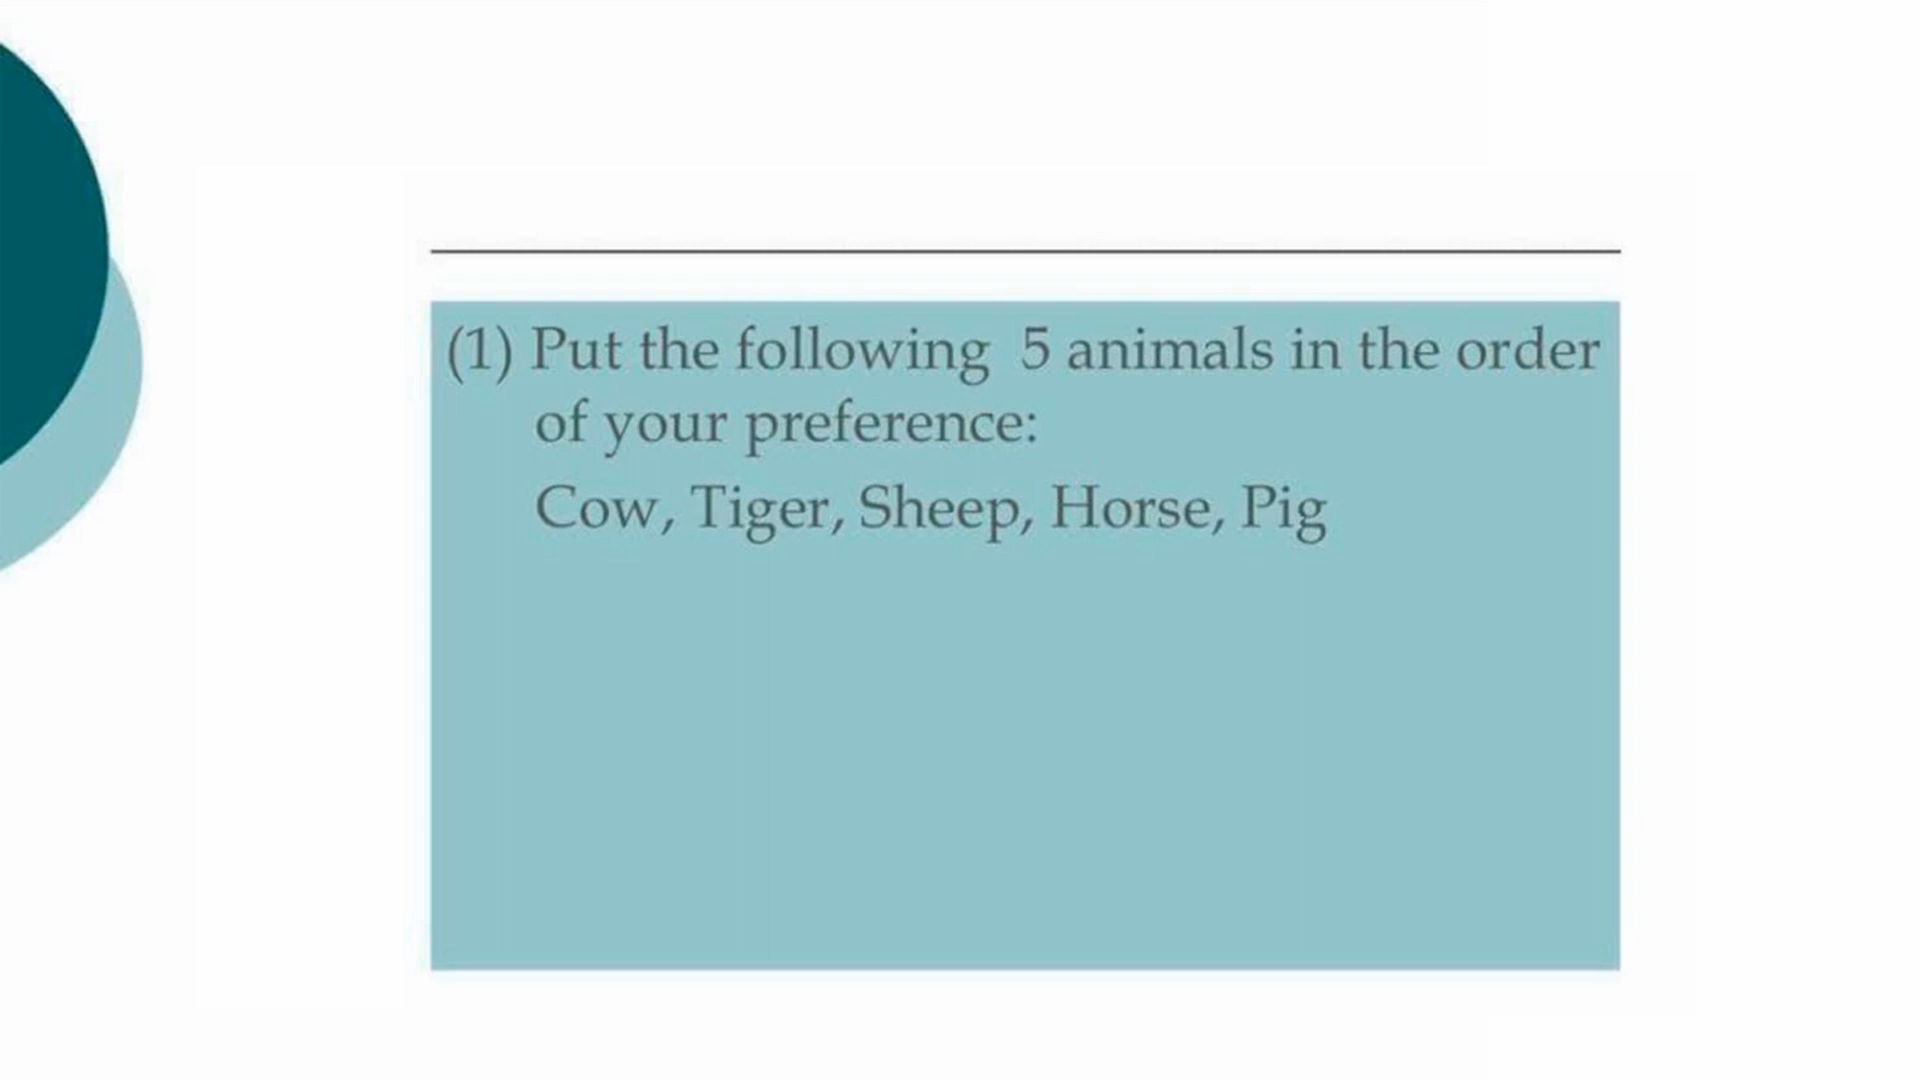 (1) Put the following 5 animals in the order
of your preference:
Cow, Tiger, Sheep, Horse, Pig